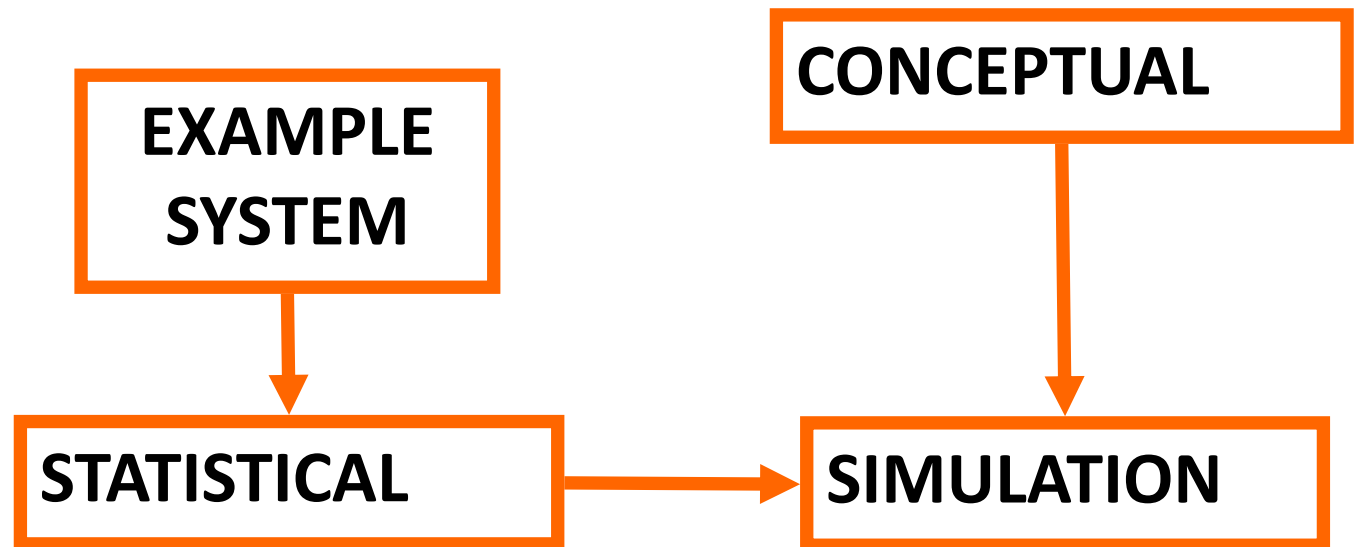 EXAMPLE
SYSTEM
CONCEPTUAL
STATISTICAL
SIMULATION